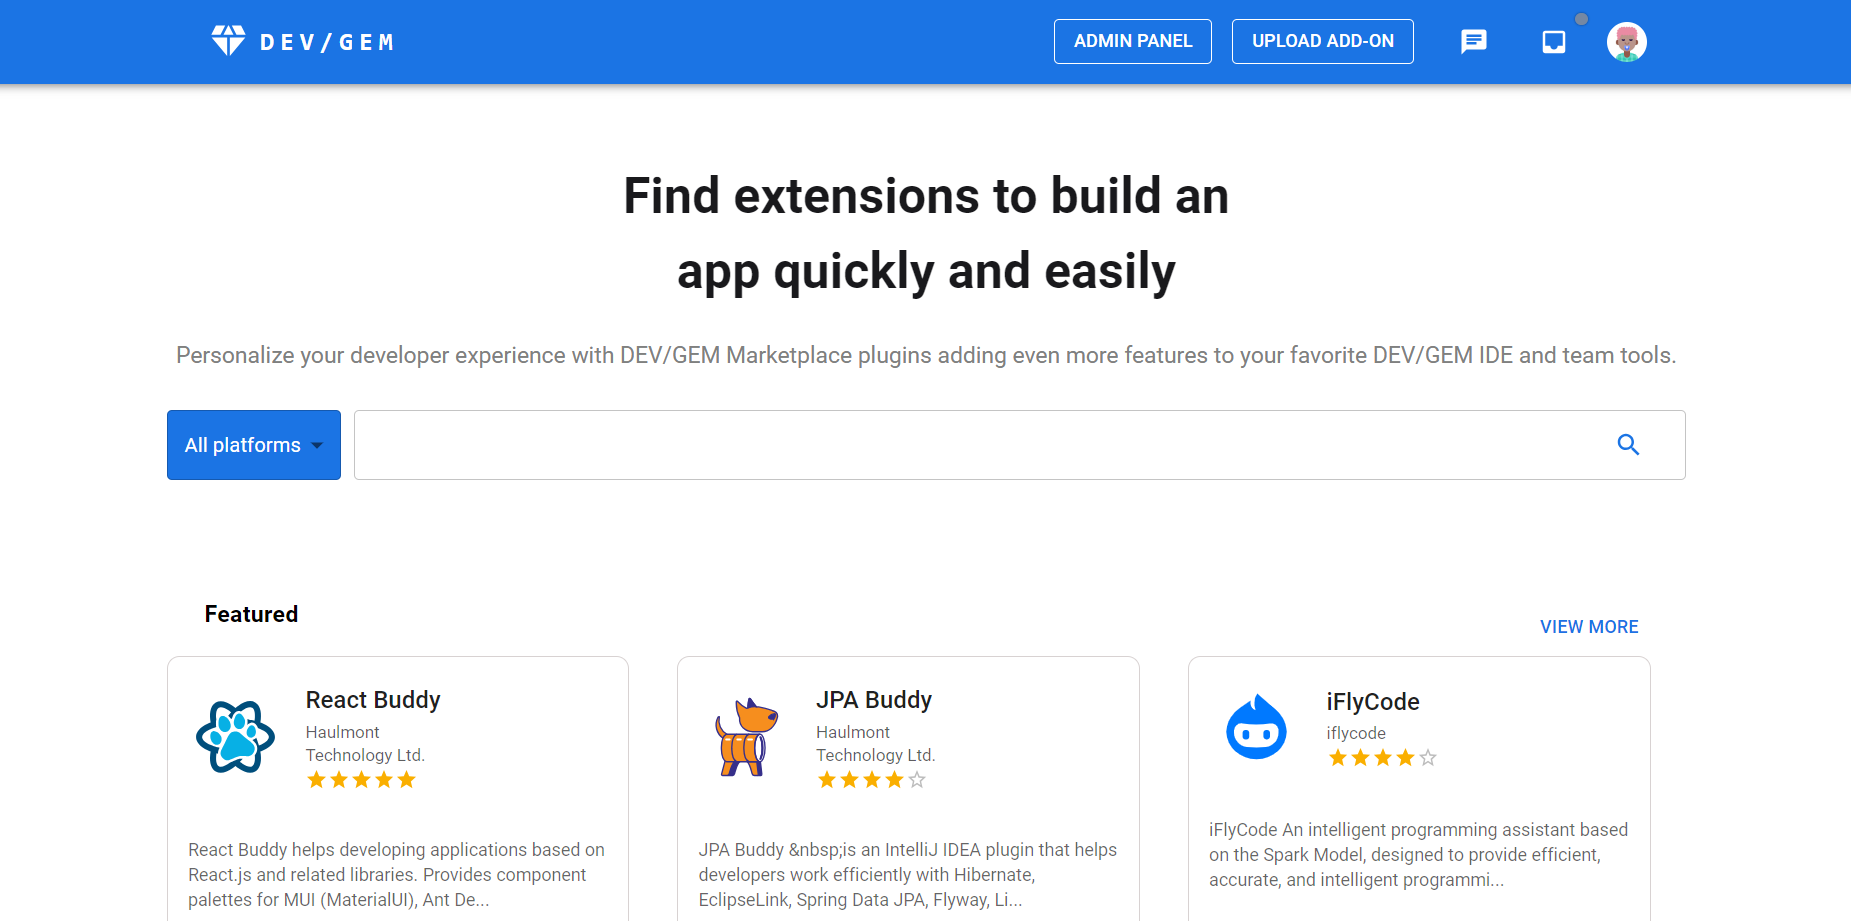 DEV/GEM
ADMIN PANEL
UPLOAD ADD-ON
Find extensions to build an
app quickly and easily
Personalize your developer experience with DEV/GEM Marketplace plugins adding even more features to your favorite DEV/GEM IDE and team tools.
All platforms
Featured
VIEW MORE
React Buddy
Haulmont
Technology Ltd.
React Buddy helps developing applications based on
React.js and related libraries. Provides component
palettes for MUI (MaterialUI), Ant De...
JPA Buddy
Haulmont
Technology Ltd.
JPA Buddy &nbsp;is an IntelliJ IDEA plugin that helps
developers work efficiently with Hibernate,
EclipseLink, Spring Data JPA, Flyway, Li...
iFlyCode
iflycode
iFlyCode An intelligent programming assistant based
on the Spark Model, designed to provide efficient,
accurate, and intelligent programmi...